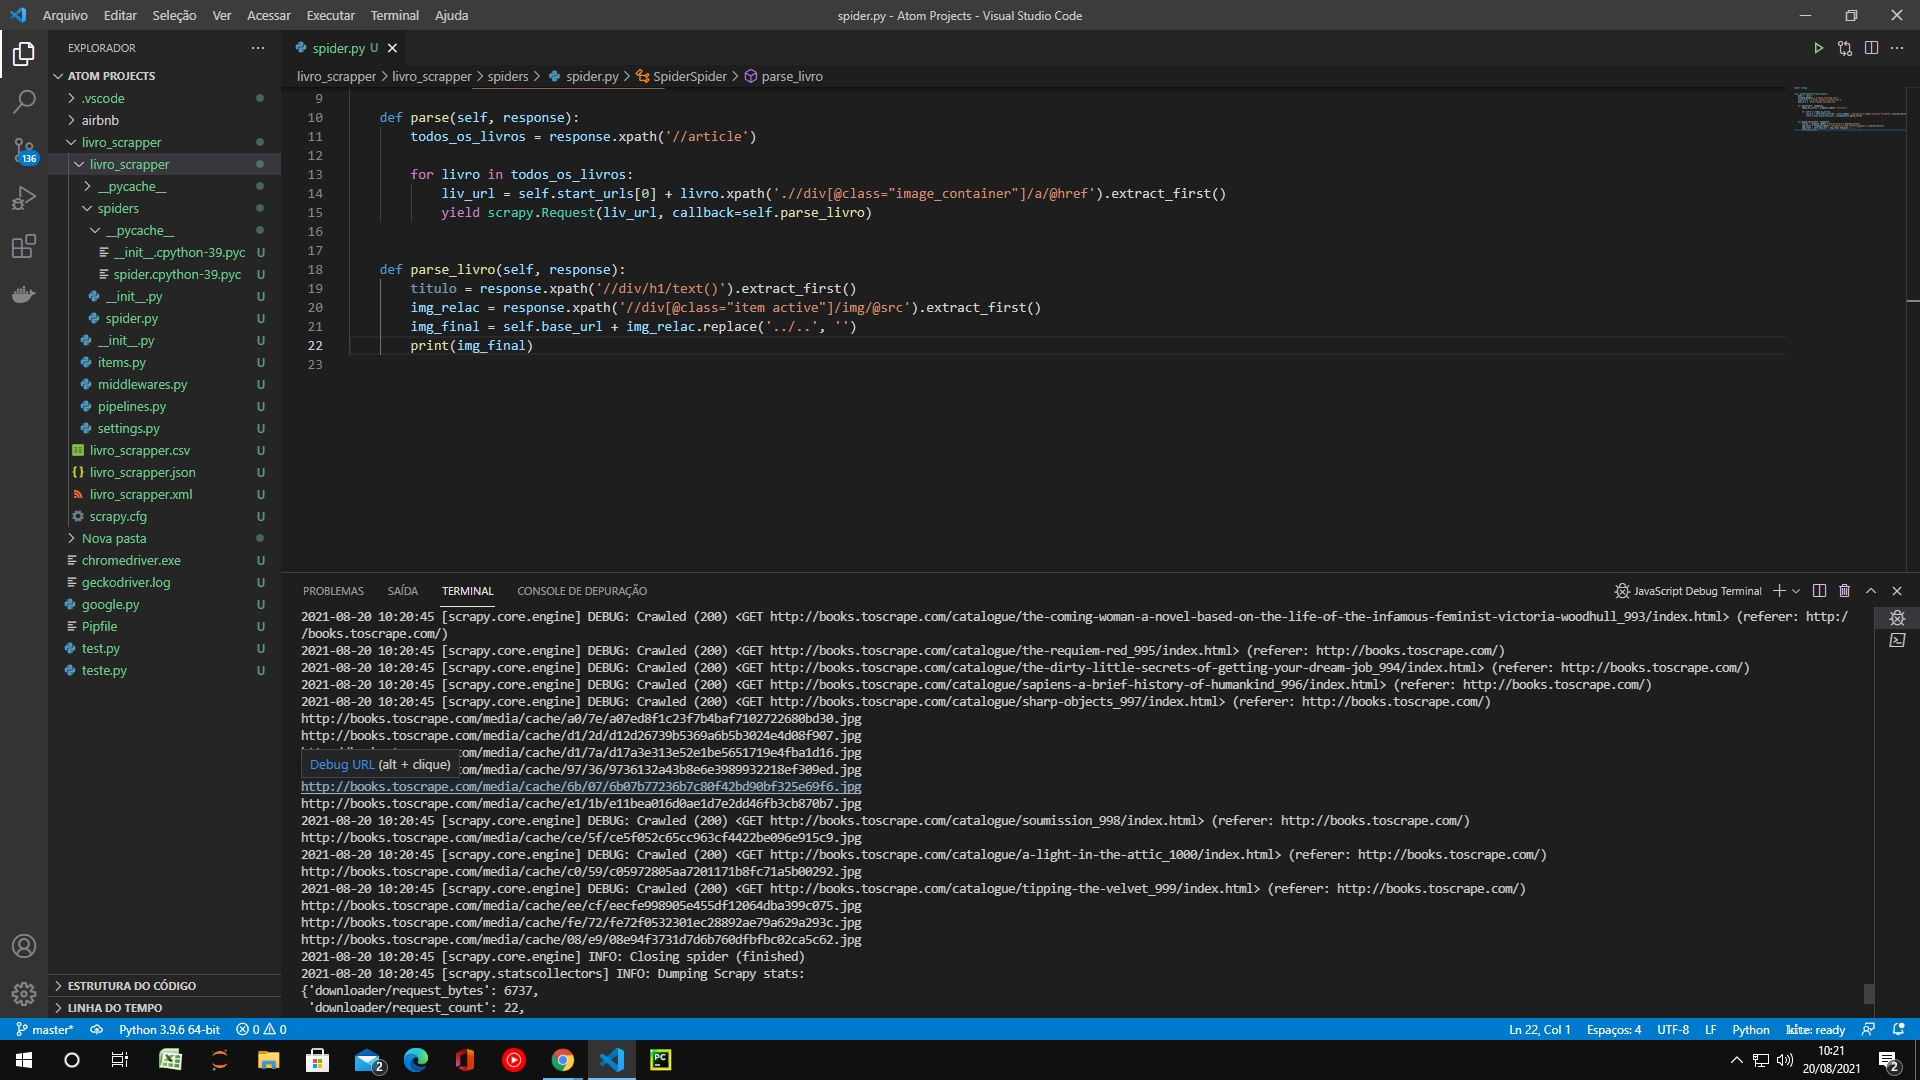 Arquivo Editar Seleção Ver Acessar Executar Terminal Ajuda
spider.py - Atom Projects - Visual Studio Code
EXPLORADOR
ATOM PROJECTS
.vscode
airbnb
livro_scrapper
livro_scrapper
__pycache__
spiders
__pycache__
__init__.cpython-39.pyc U
spider.cpython-39.pyc U
__init__.py U
spider.py U
__init__.py U
items.py U
middlewares.py U
pipelines.py U
settings.py U
livro_scrapper.csv U
livro_scrapper.json U
livro_scrapper.xml U
scrapy.cfg U
Nova pasta
chromedriver.exe U
geckodriver.log U
google.py U
Pipfile U
test.py U
teste.py U
ESTRUTURA DO CÓDIGO
LINHA DO TEMPO
136
spider.py U
livro_scrapper > livro_scrapper > spiders > spider.py > SpiderSpider > parse_livro
9
10 def parse(self, response):
11 todos_os_livros = response.xpath('//article')
12
13 for livro in todos_os_livros:
14 liv_url = self.start_urls[0] + livro.xpath('.//div[@class="image_container"]/a/@href').extract_first()
15 yield scrapy.Request(liv_url, callback=self.parse_livro)
16
17
18 def parse_livro(self, response):
19 titulo = response.xpath('//div/h1/text()').extract_first()
20 img_relac = response.xpath('//div[@class="item active"]/img/@src').extract_first()
21 img_final = self.base_url + img_relac.replace('../..', '')
22 print(img_final)
23
PROBLEMAS SAÍDA TERMINAL CONSOLE DE DEPURAÇÃO
JavaScript Debug Terminal
2021-08-20 10:20:45 [scrapy.core.engine] DEBUG: Crawled (200) <GET http://books.toscrape.com/catalogue/the-coming-woman-a-novel-based-on-the-life-of-the-infamous-feminist-victoria-woodhull_993/index.html> (referer: http:/
/books.toscrape.com/)
2021-08-20 10:20:45 [scrapy.core.engine] DEBUG: Crawled (200) <GET http://books.toscrape.com/catalogue/the-requiem-red_995/index.html> (referer: http://books.toscrape.com/)
2021-08-20 10:20:45 [scrapy.core.engine] DEBUG: Crawled (200) <GET http://books.toscrape.com/catalogue/the-dirty-little-secrets-of-getting-your-dream-job_994/index.html> (referer: http://books.toscrape.com/)
2021-08-20 10:20:45 [scrapy.core.engine] DEBUG: Crawled (200) <GET http://books.toscrape.com/catalogue/sapiens-a-brief-history-of-humankind_996/index.html> (referer: http://books.toscrape.com/)
2021-08-20 10:20:45 [scrapy.core.engine] DEBUG: Crawled (200) <GET http://books.toscrape.com/catalogue/sharp-objects_997/index.html> (referer: http://books.toscrape.com/)
http://books.toscrape.com/media/cache/a0/7e/a07ed8f1c23f7b4baf7102722680bd30.jpg
http://books.toscrape.com/media/cache/d1/2d/d12d26739b5369a6b5b3024e4d08f907.jpg
om/media/cache/d1/7a/d17a3e313e52e1be5651719e4fba1d16.jpg
Debug URL (alt + clique)
om/media/cache/97/36/9736132a43b8e6e3989932218ef309ed.jpg
http://books.toscrape.com/media/cache/6b/07/6b07b77236b7c80f42bd90bf325e69f6.jpg
http://books.toscrape.com/media/cache/e1/1b/e11bea016d0ae1d7e2dd46fb3cb870b7.jpg
2021-08-20 10:20:45 [scrapy.core.engine] DEBUG: Crawled (200) <GET http://books.toscrape.com/catalogue/soumission_998/index.html> (referer: http://books.toscrape.com/)
http://books.toscrape.com/media/cache/ce/5f/ce5f052c65cc963cf4422be096e915c9.jpg
2021-08-20 10:20:45 [scrapy.core.engine] DEBUG: Crawled (200) <GET http://books.toscrape.com/catalogue/a-light-in-the-attic_1000/index.html> (referer: http://books.toscrape.com/)
http://books.toscrape.com/media/cache/c0/59/c05972805aa7201171b8fc71a5b00292.jpg
2021-08-20 10:20:45 [scrapy.core.engine] DEBUG: Crawled (200) <GET http://books.toscrape.com/catalogue/tipping-the-velvet_999/index.html> (referer: http://books.toscrape.com/)
http://books.toscrape.com/media/cache/ee/cf/eecfe998905e455df12064dba399c075.jpg
http://books.toscrape.com/media/cache/fe/72/fe72f0532301ec28892ae79a629a293c.jpg
http://books.toscrape.com/media/cache/08/e9/08e94f3731d7d6b760dfbfbc02ca5c62.jpg
2021-08-20 10:20:45 [scrapy.core.engine] INFO: Closing spider (finished)
2021-08-20 10:20:45 [scrapy.statscollectors] INFO: Dumping Scrapy stats:
{'downloader/request_bytes': 6737,
'downloader/request_count': 22,
master* Python 3.9.6 64-bit 0 0 Ln 22, Col 1 Espaços: 4 UTF-8 LF Python kite: ready
2 PC 10:21
20/08/2021 2